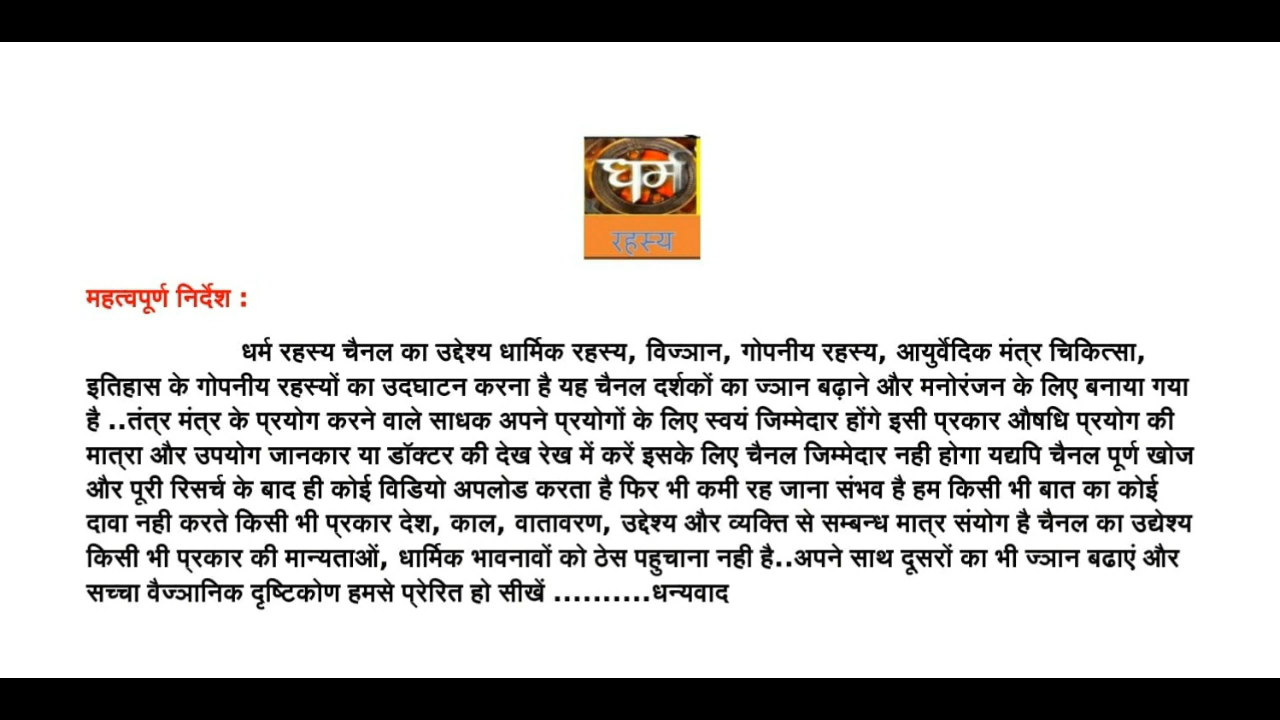 धर्म
रहस्य
महत्वपूर्ण निर्देश :
धर्म रहस्य चैनल का उद्देश्य धार्मिक रहस्य, विज्ञान, गोपनीय रहस्य, आयुर्वेदिक मंत्र चिकित्सा,
इतिहास के गोपनीय रहस्यों का उदघाटन करना है यह चैनल दर्शकों का ज्ञान बढ़ाने और मनोरंजन के लिए बनाया गया
है ..तंत्र मंत्र के प्रयोग करने वाले साधक अपने प्रयोगों के लिए स्वयं जिम्मेदार होंगे इसी प्रकार औषधि प्रयोग की
मात्रा और उपयोग जानकार या डॉक्टर की देख रेख में करें इसके लिए चैनल जिम्मेदार नही होगा यद्यपि चैनल पूर्ण खोज
और पूरी रिसर्च के बाद ही कोई विडियो अपलोड करता है फिर भी कमी रह जाना संभव है हम किसी भी बात का कोई
दावा नही करते किसी भी प्रकार देश, काल, वातावरण, उद्देश्य और व्यक्ति से सम्बन्ध मात्र संयोग है चैनल का उद्येश्य
किसी भी प्रकार की मान्यताओं, धार्मिक भावनावों को ठेस पहुचाना नही है..अपने साथ दूसरों का भी ज्ञान बढाएं और
सच्चा वैज्ञानिक दृष्टिकोण हमसे प्रेरित हो सीखें ..........धन्यवाद